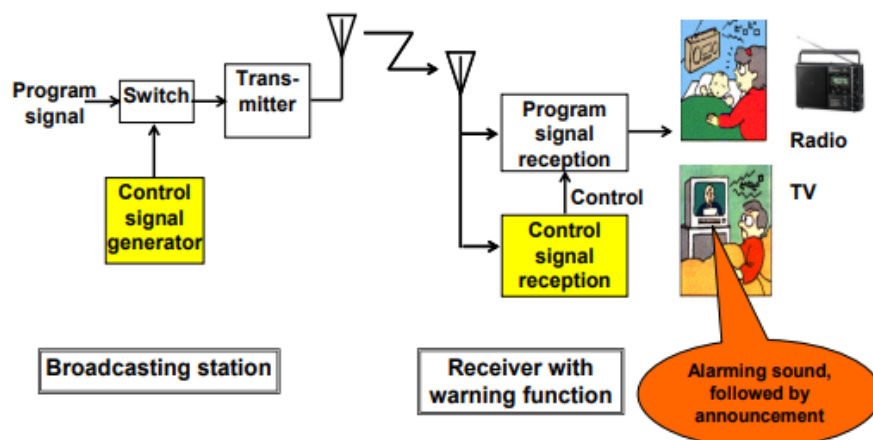 Program
signal
Switch
Trans-
mitter
Control
signal
generator
Program
signal
reception
Control
Control
signal
reception
Radio
TV
Broadcasting station
Receiver with
warning function
Alarming sound,
followed by
announcement